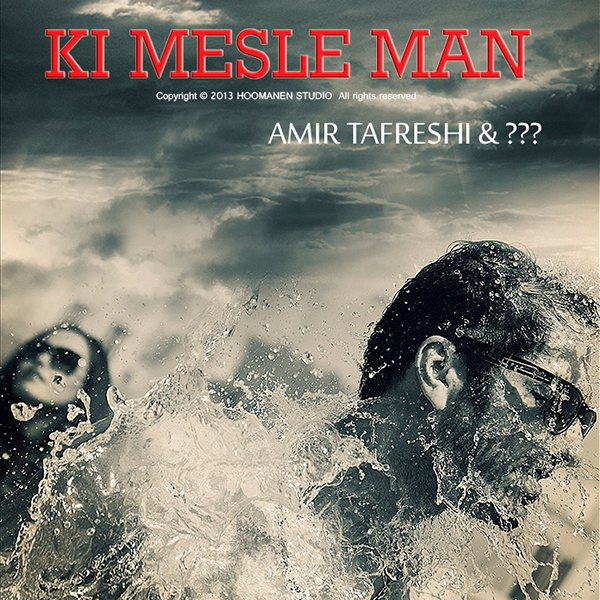 KI MESLE MAN
Copyright © 2013 HOOMANEN STUDIO All rights reserved
AMIR TAFRESHI & ???